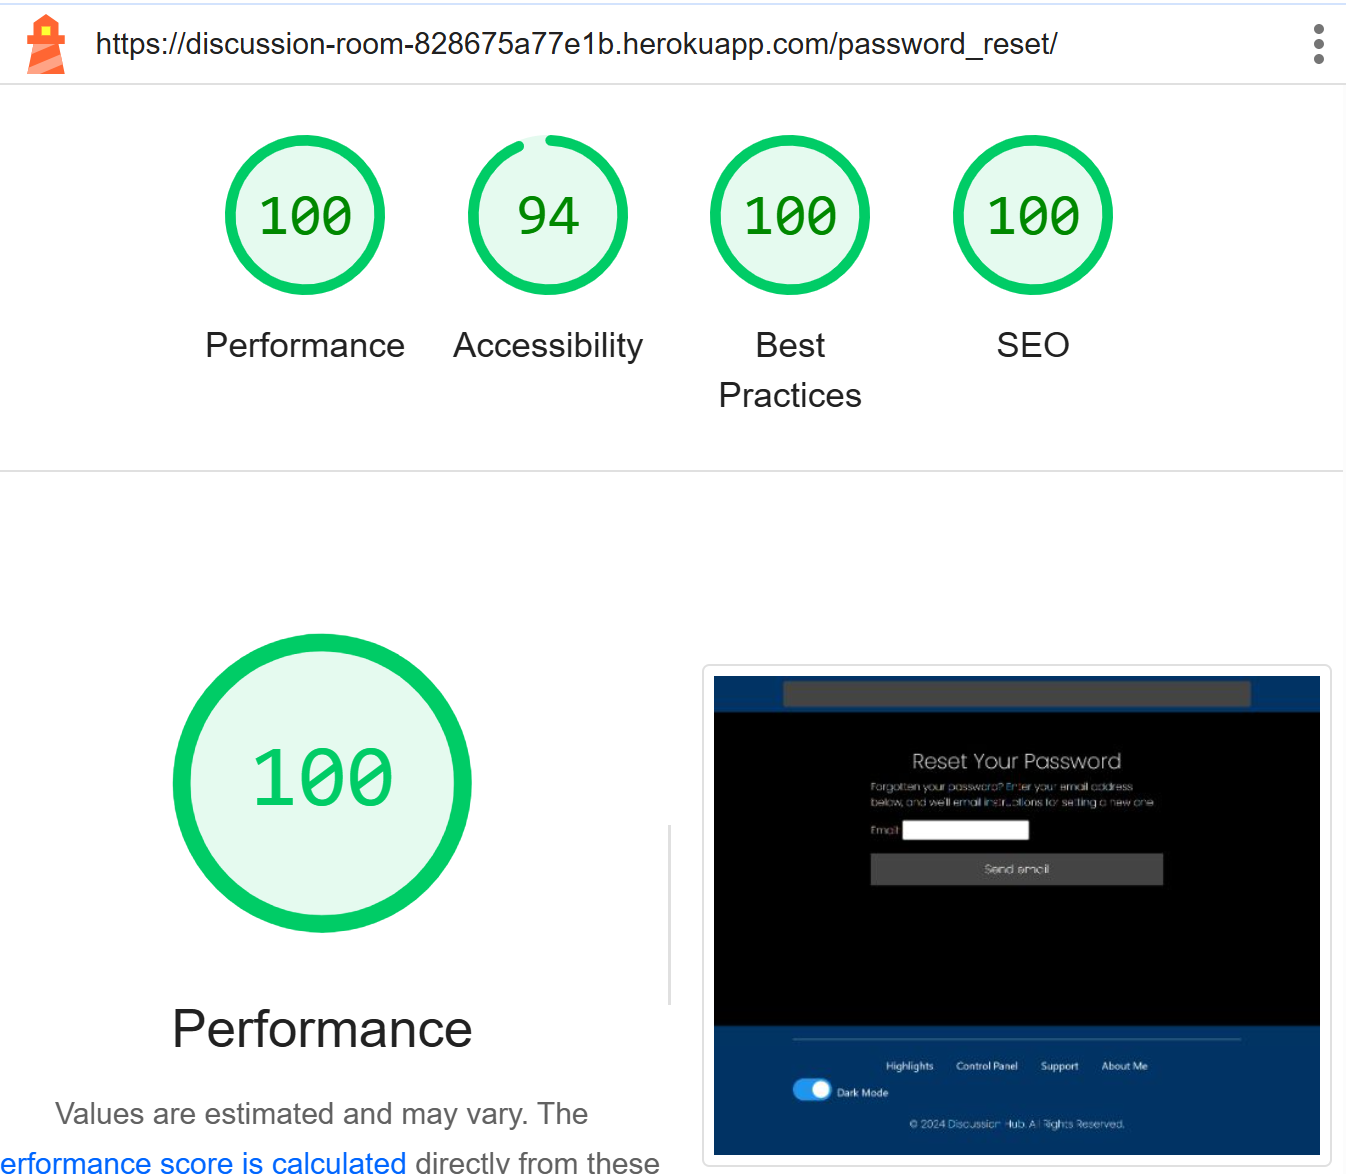 https://discussion-room-828675a77e1b.herokuapp.com/password_reset/
100
94
100
100
Performance
Accessibility
Best
Practices
SEO
100
Performance
Values are estimated and may vary. The
erformance score is calculated directly from these
Reset Your Password
Forgotten your password? Enter your email address
below, and we'll email instructions for setting a new one
Email
Send email
Highlights
Control Panel
Support
About Me
Dark Mode
© 2024 Discussion Hub. All Rights Reserved.